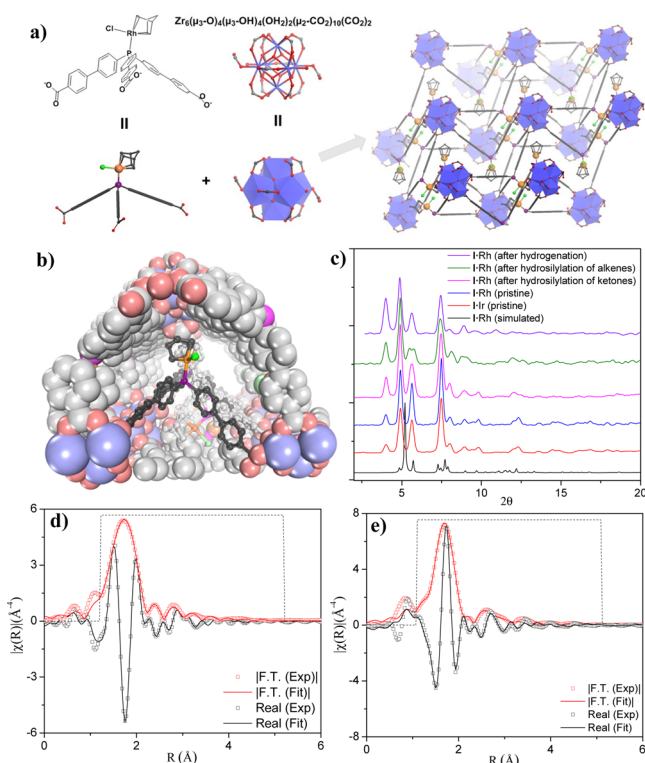 a)
Zr₆(μ₃-O)₄(μ₃-OH)₄(OH₂)₂(μ₂-CO₂)₁₀(CO₂)₂
Cl
Rh
P
⁻O
O
O
O⁻
O
O⁻
=
=
+
b)
c)
I·Rh (after hydrogenation)
I·Rh (after hydrosilylation of alkenes)
I·Rh (after hydrosilylation of ketones)
I·Rh (pristine)
I·Ir (pristine)
I·Rh (simulated)
5
10
15
20
2θ
d)
6
3
0
-3
-6
|χ(R)|(Å⁻⁴)
|F.T. (Exp)|
|F.T. (Fit)|
Real (Exp)
Real (Fit)
0
1
2
3
4
5
6
R (Å)
e)
8
4
0
-4
-8
|χ(R)|(Å⁻⁴)
|F.T. (Exp)|
|F.T. (Fit)|
Real (Exp)
Real (Fit)
0
2
4
6
R (Å)